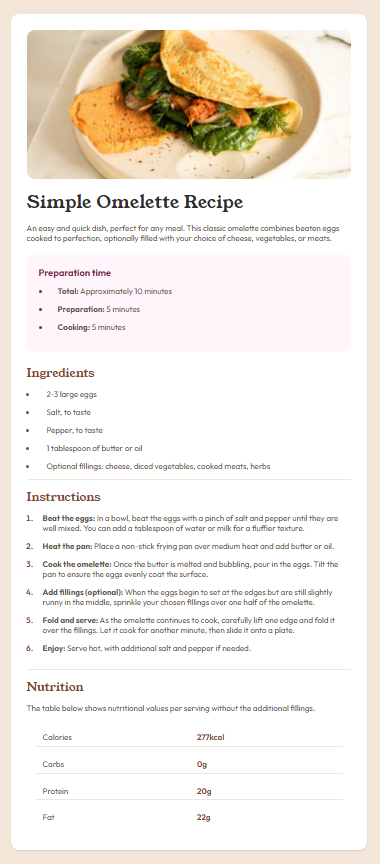 Simple Omelette Recipe
An easy and quick dish, perfect for any meal. This classic omelette combines beaten eggs
cooked to perfection, optionally filled with your choice of cheese, vegetables, or meats.
Preparation time
• Total: Approximately 10 minutes
• Preparation: 5 minutes
• Cooking: 5 minutes
Ingredients
• 2-3 large eggs
• Salt, to taste
• Pepper, to taste
• 1 tablespoon of butter or oil
• Optional fillings: cheese, diced vegetables, cooked meats, herbs
Instructions
1. Beat the eggs: In a bowl, beat the eggs with a pinch of salt and pepper until they are
well mixed. You can add a tablespoon of water or milk for a fluffier texture.
2. Heat the pan: Place a non-stick frying pan over medium heat and add butter or oil.
3. Cook the omelette: Once the butter is melted and bubbling, pour in the eggs. Tilt the
pan to ensure the eggs evenly coat the surface.
4. Add fillings (optional): When the eggs begin to set at the edges but are still slightly
runny in the middle, sprinkle your chosen fillings over one half of the omelette.
5. Fold and serve: As the omelette continues to cook, carefully lift one edge and fold it
over the fillings. Let it cook for another minute, then slide it onto a plate.
6. Enjoy: Serve hot, with additional salt and pepper if needed.
Nutrition
The table below shows nutritional values per serving without the additional fillings.
Calories 277kcal
Carbs 0g
Protein 20g
Fat 22g